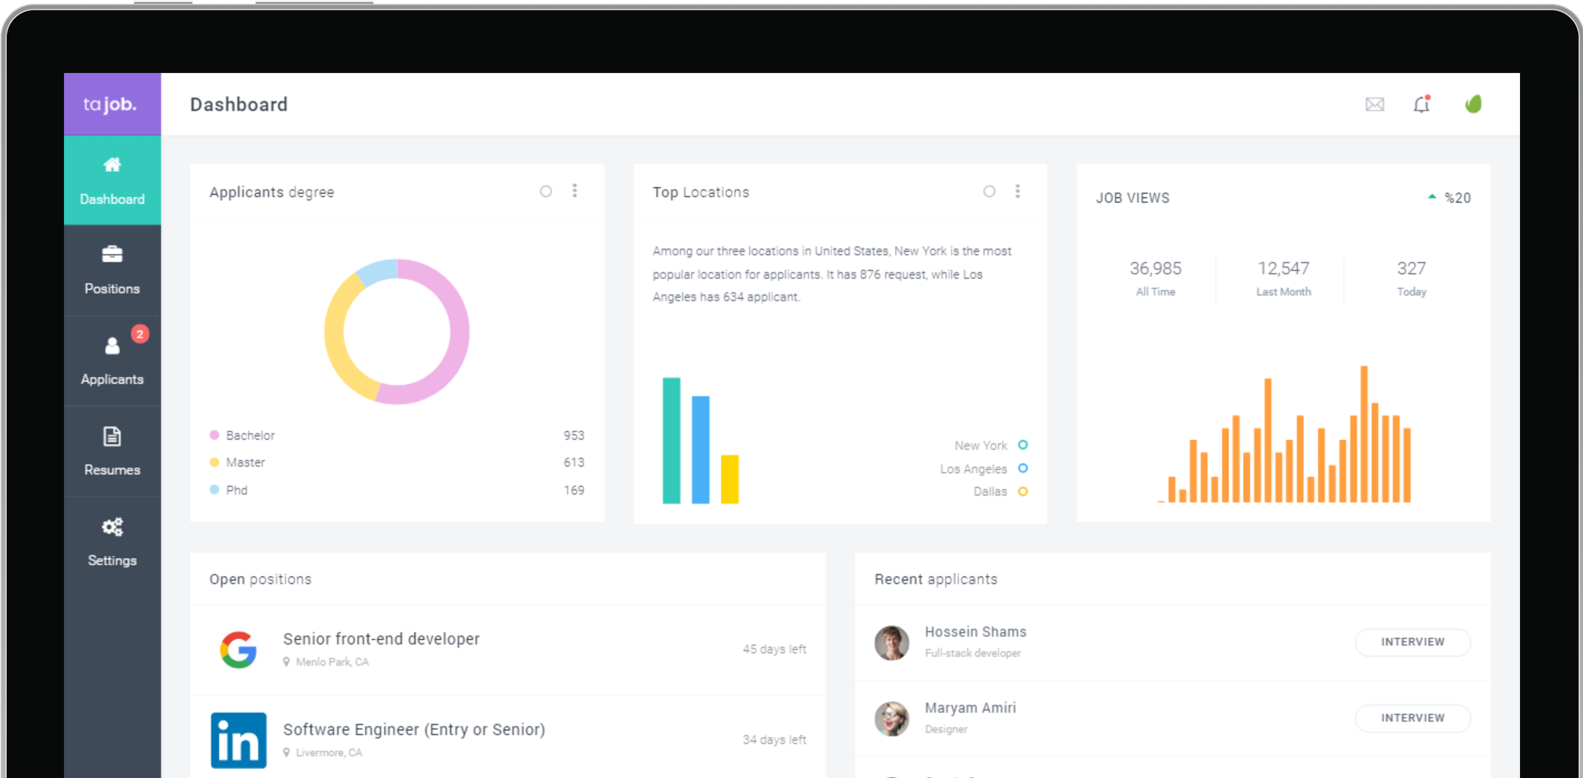 ta job.
Dashboard
Dashboard
Positions
2
Applicants
Resumes
Settings
Applicants degree
Bachelor 953
Master 613
Phd 169
Top Locations
Among our three locations in United States, New York is the most
popular location for applicants. It has 876 request, while Los
Angeles has 634 applicant.
New York
Los Angeles
Dallas
JOB VIEWS
%20
36,985 12,547 327
All Time Last Month Today
Open positions
Senior front-end developer
Menlo Park, CA
45 days left
in
Software Engineer (Entry or Senior)
Livermore, CA
34 days left
Recent applicants
Hossein Shams
Full-stack developer
INTERVIEW
Maryam Amiri
Designer
INTERVIEW